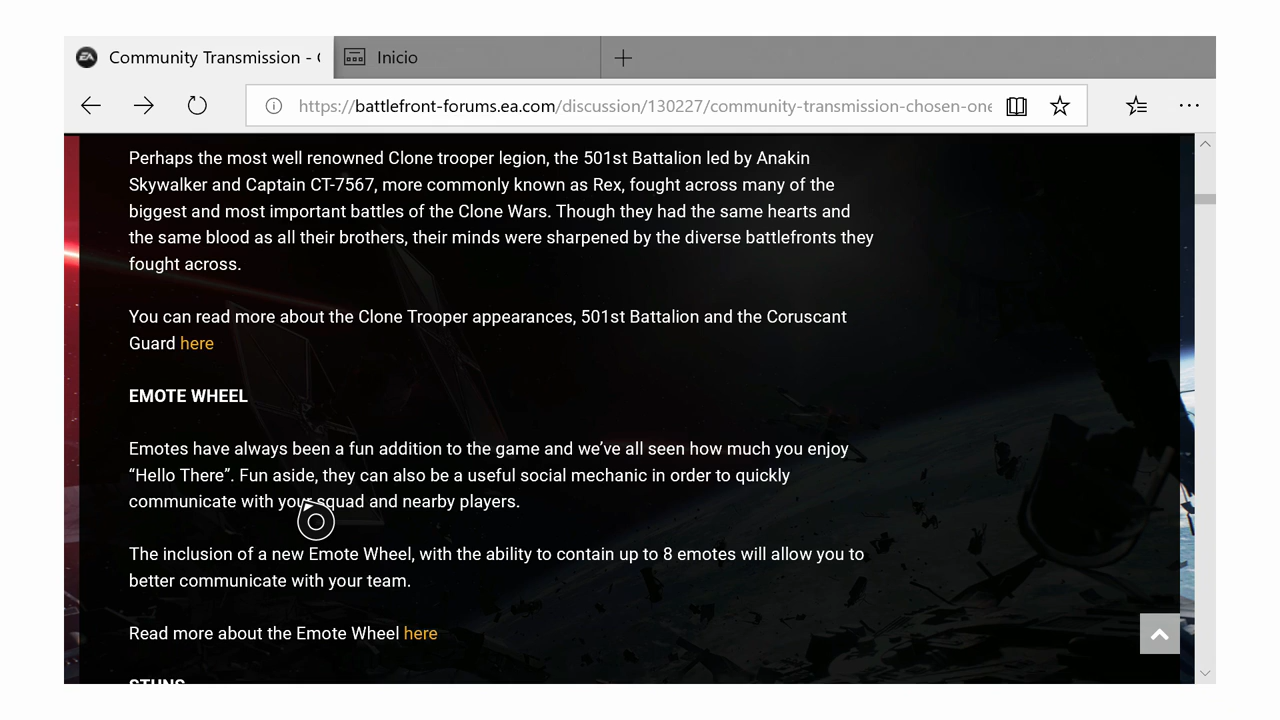 Community Transmission - (
Inicio
https://battlefront-forums.ea.com/discussion/130227/community-transmission-chosen-one
Perhaps the most well renowned Clone trooper legion, the 501st Battalion led by Anakin
Skywalker and Captain CT-7567, more commonly known as Rex, fought across many of the
biggest and most important battles of the Clone Wars. Though they had the same hearts and
the same blood as all their brothers, their minds were sharpened by the diverse battlefronts they
fought across.
You can read more about the Clone Trooper appearances, 501st Battalion and the Coruscant
Guard here
EMOTE WHEEL
Emotes have always been a fun addition to the game and we’ve all seen how much you enjoy
“Hello There”. Fun aside, they can also be a useful social mechanic in order to quickly
communicate with your squad and nearby players.
The inclusion of a new Emote Wheel, with the ability to contain up to 8 emotes will allow you to
better communicate with your team.
Read more about the Emote Wheel here
STUNS